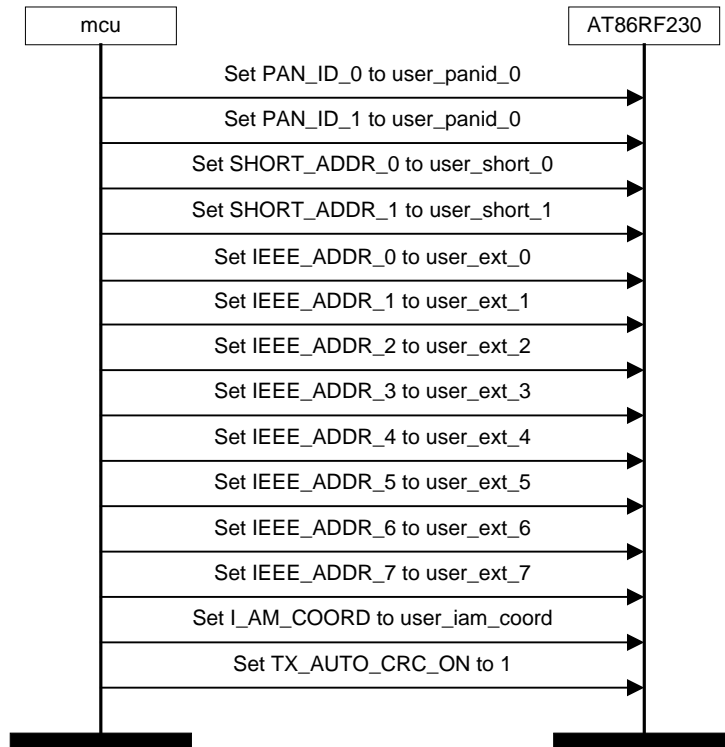 mcu
AT86RF230
Set PAN_ID_0 to user_panid_0
Set PAN_ID_1 to user_panid_0
Set SHORT_ADDR_0 to user_short_0
Set SHORT_ADDR_1 to user_short_1
Set IEEE_ADDR_0 to user_ext_0
Set IEEE_ADDR_1 to user_ext_1
Set IEEE_ADDR_2 to user_ext_2
Set IEEE_ADDR_3 to user_ext_3
Set IEEE_ADDR_4 to user_ext_4
Set IEEE_ADDR_5 to user_ext_5
Set IEEE_ADDR_6 to user_ext_6
Set IEEE_ADDR_7 to user_ext_7
Set I_AM_COORD to user_iam_coord
Set TX_AUTO_CRC_ON to 1